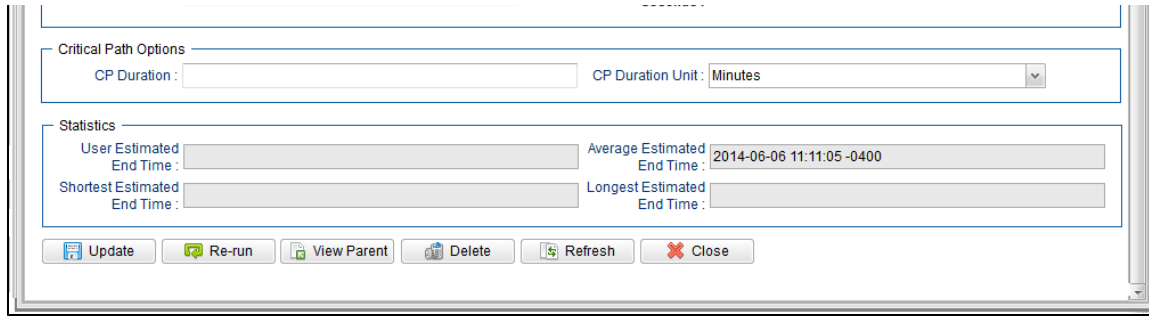 Critical Path Options
CP Duration : CP Duration Unit : Minutes
Statistics
User Estimated End Time : Average Estimated End Time : 2014-06-06 11:11:05 -0400
Shortest Estimated End Time : Longest Estimated End Time :
Update Re-run View Parent Delete Refresh Close